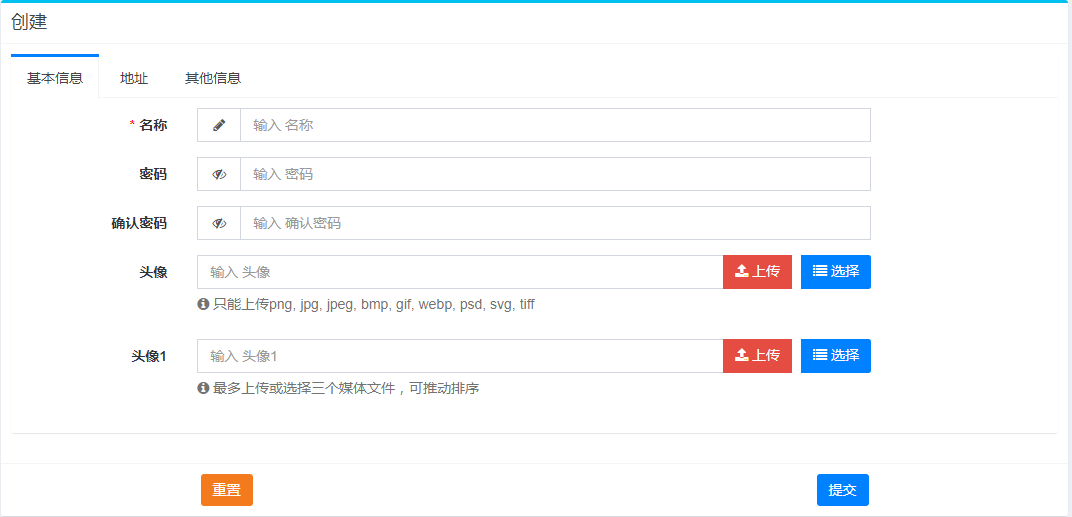 创建
基本信息 地址 其他信息
* 名称 输入 名称
密码 输入 密码
确认密码 输入 确认密码
头像 输入 头像 上传 选择
只能上传png, jpg, jpeg, bmp, gif, webp, psd, svg, tiff
头像1 输入 头像1 上传 选择
最多上传或选择三个媒体文件，可推动排序
重置 提交